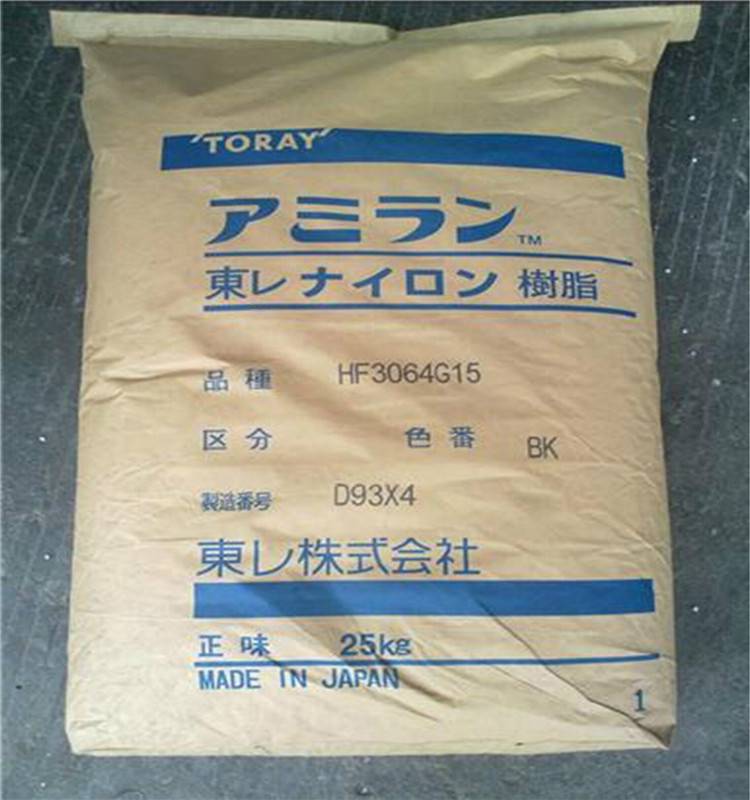 TORAY
アミラン™
東レ ナイロン 樹脂
品種 HF3064G15
区分 色番 BK
製造番号 D93X4
東レ株式会社
正味 25kg
MADE IN JAPAN
1